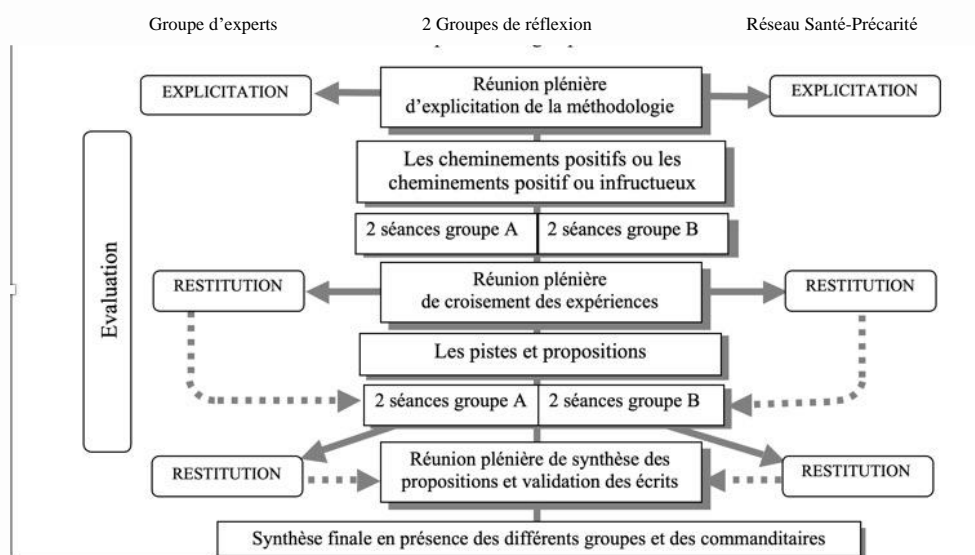 Groupe d'experts
2 Groupes de réflexion
Réseau Santé-Précarité
EXPLICITATION
Réunion plénière
d'explicitation de la méthodologie
EXPLICITATION
Les cheminements positifs ou les
cheminements positif ou infructueux
2 séances groupe A
2 séances groupe B
Evaluation
RESTITUTION
Réunion plénière
de croisement des expériences
RESTITUTION
Les pistes et propositions
2 séances groupe A
2 séances groupe B
RESTITUTION
Réunion plénière de synthèse des
propositions et validation des écrits
RESTITUTION
Synthèse finale en présence des différents groupes et des commanditaires